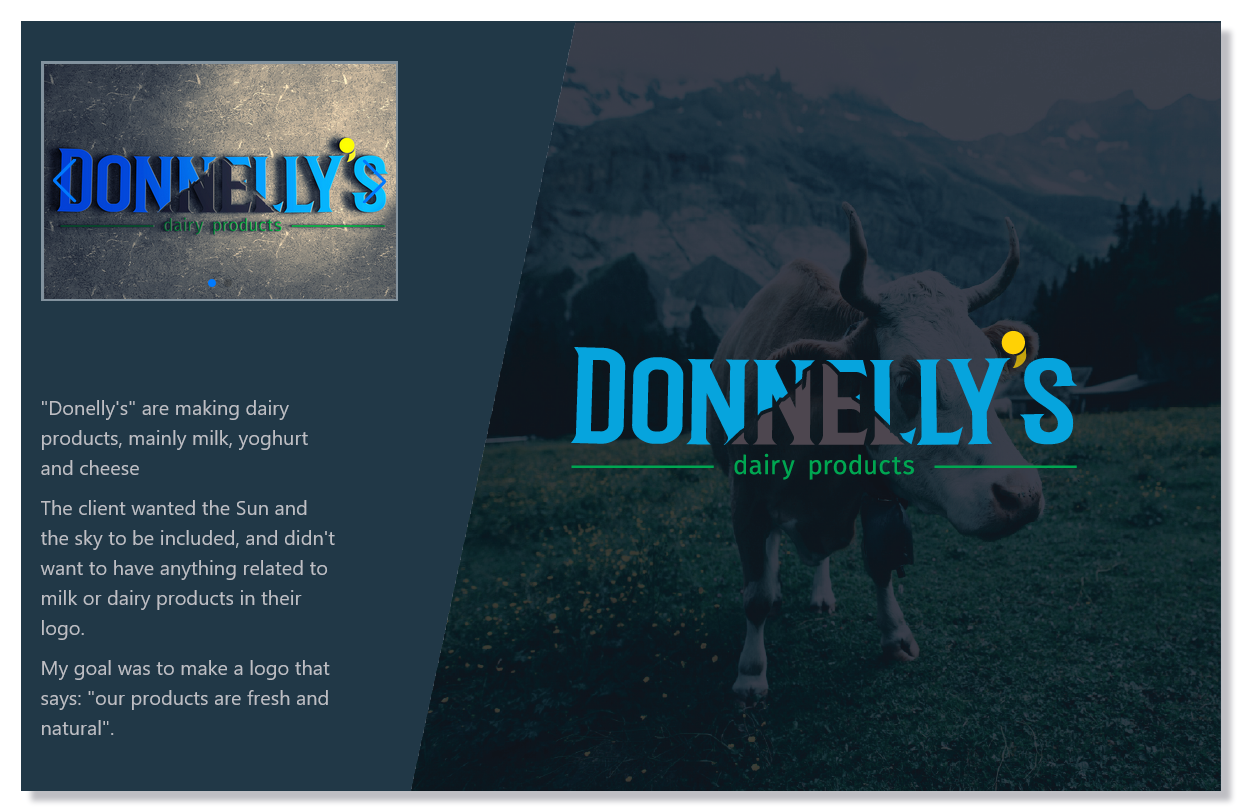 DONNELLY'S
dairy products
"Donelly's" are making dairy
products, mainly milk, yoghurt
and cheese
The client wanted the Sun and
the sky to be included, and didn't
want to have anything related to
milk or dairy products in their
logo.
My goal was to make a logo that
says: "our products are fresh and
natural".
DONNELLY'S
dairy products